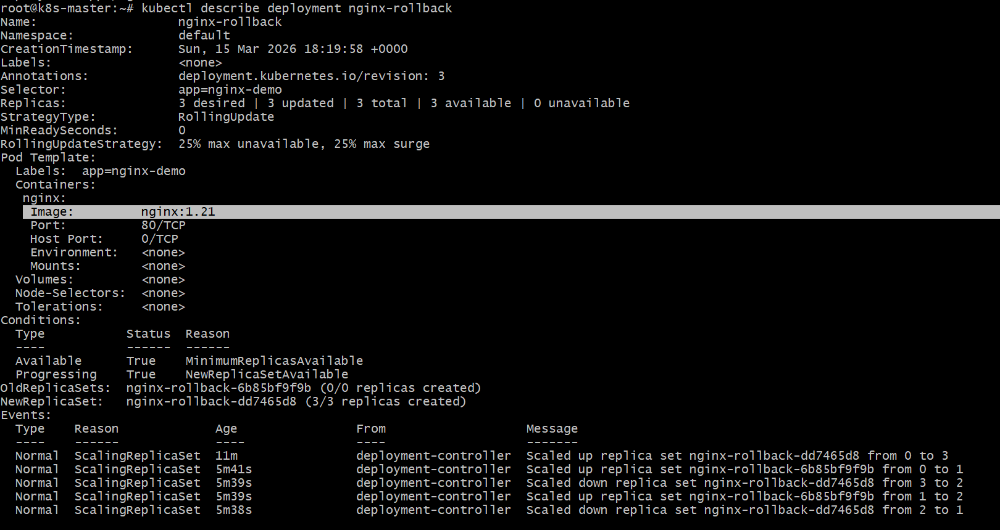 root@k8s-master:~# kubectl describe deployment nginx-rollback
Name:                   nginx-rollback
Namespace:              default
CreationTimestamp:      Sun, 15 Mar 2026 18:19:58 +0000
Labels:                 <none>
Annotations:            deployment.kubernetes.io/revision: 3
Selector:               app=nginx-demo
Replicas:               3 desired | 3 updated | 3 total | 3 available | 0 unavailable
StrategyType:           RollingUpdate
MinReadySeconds:        0
RollingUpdateStrategy:  25% max unavailable, 25% max surge
Pod Template:
  Labels:  app=nginx-demo
  Containers:
   nginx:
    Image:         nginx:1.21
    Port:          80/TCP
    Host Port:     0/TCP
    Environment:   <none>
    Mounts:        <none>
  Volumes:         <none>
  Node-Selectors:  <none>
  Tolerations:     <none>
Conditions:
  Type           Status  Reason
  ----           ------  ------
  Available      True    MinimumReplicasAvailable
  Progressing    True    NewReplicaSetAvailable
OldReplicaSets:  nginx-rollback-6b85bf9f9b (0/0 replicas created)
NewReplicaSet:   nginx-rollback-dd7465d8 (3/3 replicas created)
Events:
  Type    Reason             Age                From                   Message
  ----    ------             ----               ----                   -------
  Normal  ScalingReplicaSet  11m                deployment-controller  Scaled up replica set nginx-rollback-dd7465d8 from 0 to 3
  Normal  ScalingReplicaSet  5m41s              deployment-controller  Scaled up replica set nginx-rollback-6b85bf9f9b from 0 to 1
  Normal  ScalingReplicaSet  5m39s              deployment-controller  Scaled down replica set nginx-rollback-dd7465d8 from 3 to 2
  Normal  ScalingReplicaSet  5m39s              deployment-controller  Scaled up replica set nginx-rollback-6b85bf9f9b from 1 to 2
  Normal  ScalingReplicaSet  5m38s              deployment-controller  Scaled down replica set nginx-rollback-dd7465d8 from 2 to 1